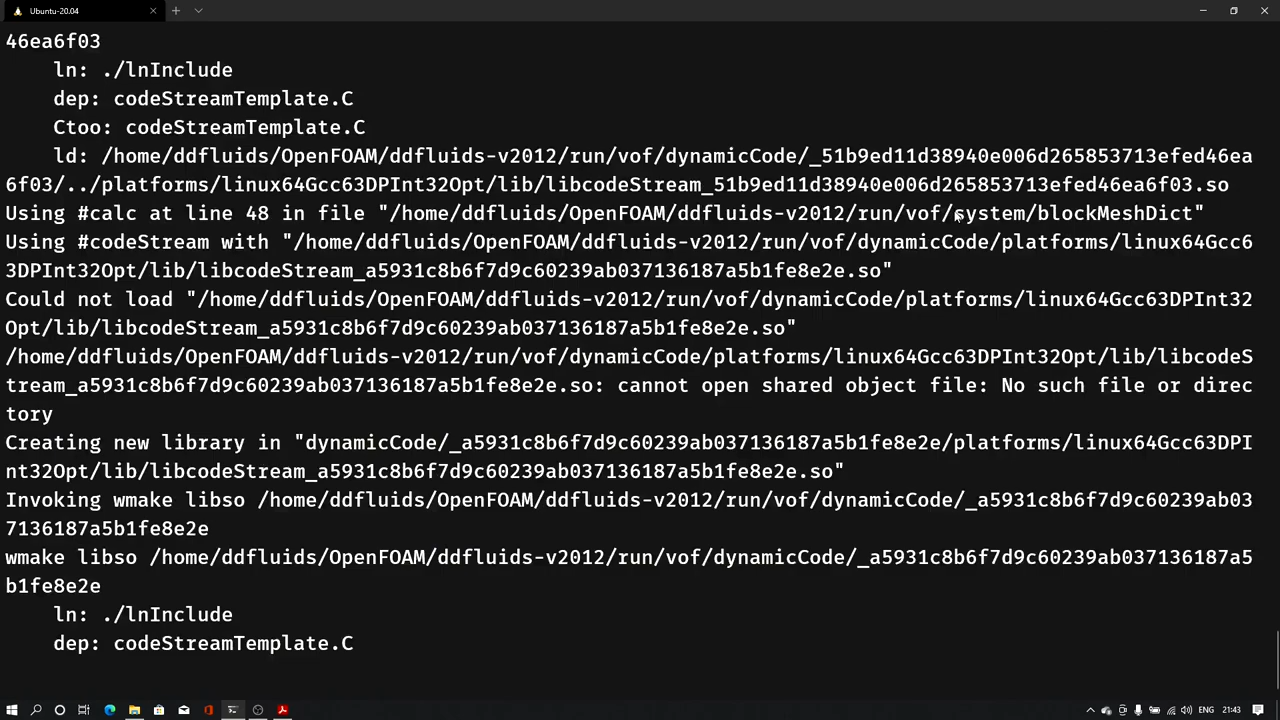 Ubuntu-20.04
46ea6f03
    ln: ./lnInclude
    dep: codeStreamTemplate.C
    Ctoo: codeStreamTemplate.C
    ld: /home/ddfluids/OpenFOAM/ddfluids-v2012/run/vof/dynamicCode/_51b9ed11d38940e006d265853713efed46ea
6f03/../platforms/linux64Gcc63DPInt32Opt/lib/libcodeStream_51b9ed11d38940e006d265853713efed46ea6f03.so
Using #calc at line 48 in file "/home/ddfluids/OpenFOAM/ddfluids-v2012/run/vof/system/blockMeshDict"
Using #codeStream with "/home/ddfluids/OpenFOAM/ddfluids-v2012/run/vof/dynamicCode/platforms/linux64Gcc6
3DPInt32Opt/lib/libcodeStream_a5931c8b6f7d9c60239ab037136187a5b1fe8e2e.so"
Could not load "/home/ddfluids/OpenFOAM/ddfluids-v2012/run/vof/dynamicCode/platforms/linux64Gcc63DPInt32
Opt/lib/libcodeStream_a5931c8b6f7d9c60239ab037136187a5b1fe8e2e.so"
/home/ddfluids/OpenFOAM/ddfluids-v2012/run/vof/dynamicCode/platforms/linux64Gcc63DPInt32Opt/lib/libcodeS
tream_a5931c8b6f7d9c60239ab037136187a5b1fe8e2e.so: cannot open shared object file: No such file or direc
tory
Creating new library in "dynamicCode/_a5931c8b6f7d9c60239ab037136187a5b1fe8e2e/platforms/linux64Gcc63DPI
nt32Opt/lib/libcodeStream_a5931c8b6f7d9c60239ab037136187a5b1fe8e2e.so"
Invoking wmake libso /home/ddfluids/OpenFOAM/ddfluids-v2012/run/vof/dynamicCode/_a5931c8b6f7d9c60239ab03
7136187a5b1fe8e2e
wmake libso /home/ddfluids/OpenFOAM/ddfluids-v2012/run/vof/dynamicCode/_a5931c8b6f7d9c60239ab037136187a5
b1fe8e2e
    ln: ./lnInclude
    dep: codeStreamTemplate.C
ENG 21:43